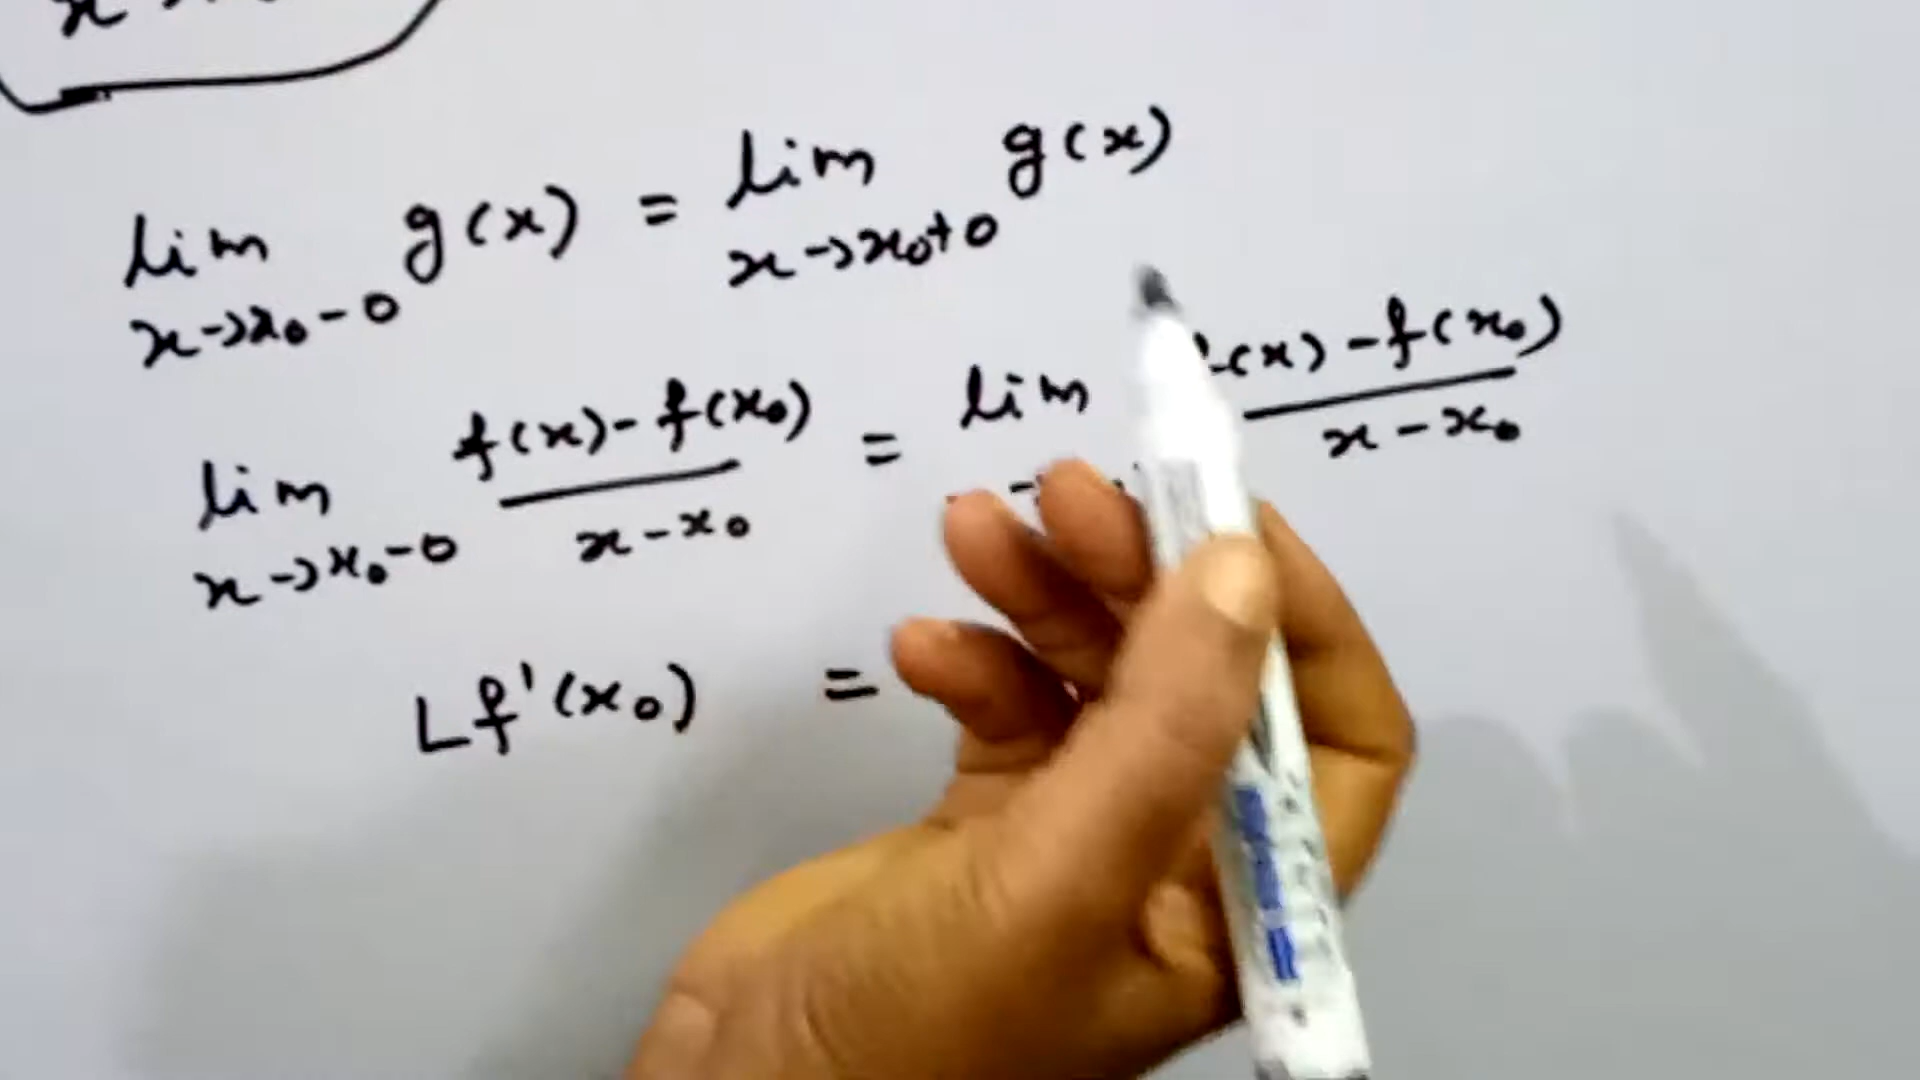 lim x→x₀-0 g(x) = lim x→x₀+0 g(x)
lim x→x₀-0 f(x)-f(x₀) / x-x₀ = lim (x)-f(x₀) / x-x₀
Lf'(x₀) =